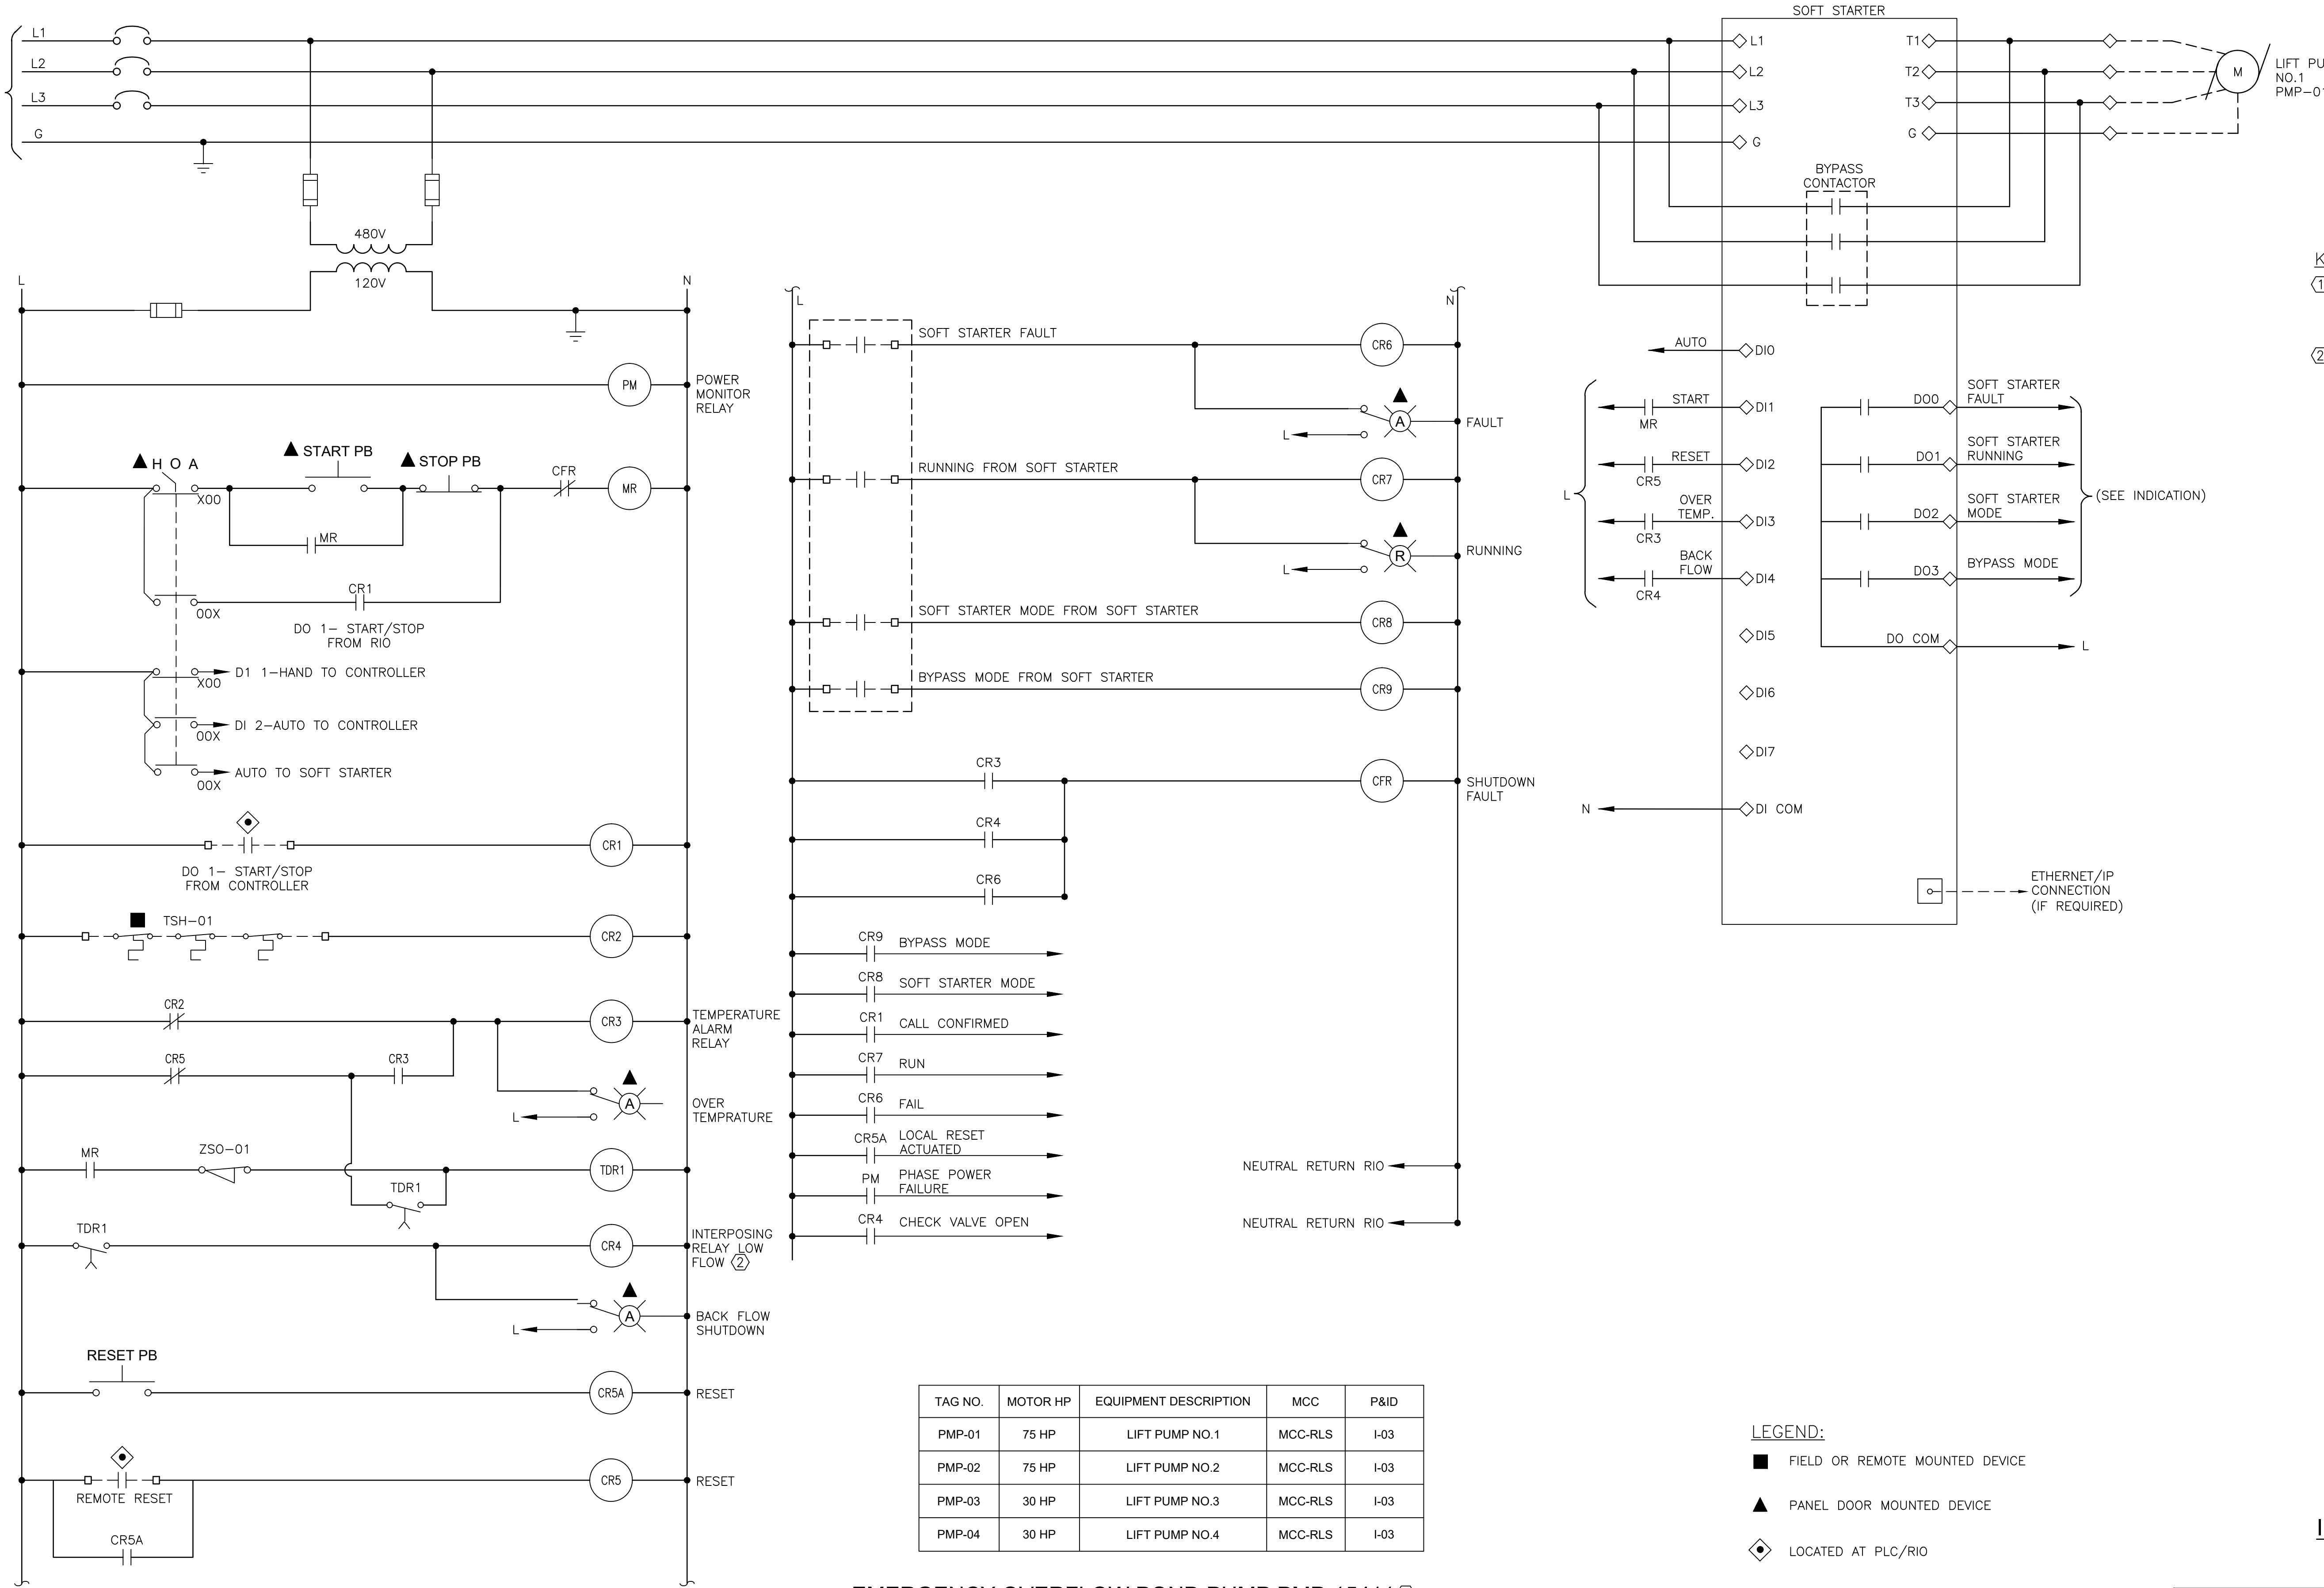 SOFT STARTER
L1
L2
L3
G
L1
L2
L3
G
T1
T2
T3
G
M
NO.1
BYPASS
CONTACTOR
480V
120V
L
N
PM
POWER
MONITOR
RELAY
H O A
START PB
STOP PB
CFR
MR
X00
MR
CR1
00X
DO 1- START/STOP
FROM RIO
X00
D1 1-HAND TO CONTROLLER
00X
DI 2-AUTO TO CONTROLLER
00X
AUTO TO SOFT STARTER
CR1
DO 1- START/STOP
FROM CONTROLLER
TSH-01
CR2
CR2
CR3
TEMPERATURE
ALARM
RELAY
CR5
CR3
A
L
OVER
TEMPRATURE
MR
ZSO-01
TDR1
TDR1
TDR1
CR4
INTERPOSING
RELAY LOW
FLOW 2
A
L
BACK FLOW
SHUTDOWN
RESET PB
CR5A
RESET
REMOTE RESET
CR5
RESET
CR5A
L
N
SOFT STARTER FAULT
CR6
A
L
FAULT
RUNNING FROM SOFT STARTER
CR7
R
L
RUNNING
SOFT STARTER MODE FROM SOFT STARTER
CR8
BYPASS MODE FROM SOFT STARTER
CR9
CR3
CFR
SHUTDOWN
FAULT
CR4
CR6
CR9 BYPASS MODE
CR8 SOFT STARTER MODE
CR1 CALL CONFIRMED
CR7 RUN
CR6 FAIL
CR5A LOCAL RESET
ACTUATED
PM PHASE POWER
FAILURE
CR4 CHECK VALVE OPEN
NEUTRAL RETURN RIO
NEUTRAL RETURN RIO
AUTO DI0
L
START DI1
MR
RESET DI2
CR5
OVER
TEMP. DI3
CR3
BACK
FLOW DI4
CR4
DI5
DI6
DI7
N DI COM
DO0 SOFT STARTER
FAULT
DO1 SOFT STARTER
RUNNING
DO2 SOFT STARTER
MODE
DO3 BYPASS MODE
(SEE INDICATION)
DO COM L
ETHERNET/IP
CONNECTION
(IF REQUIRED)
TAG NO. MOTOR HP EQUIPMENT DESCRIPTION MCC P&ID
PMP-01 75 HP LIFT PUMP NO.1 MCC-RLS I-03
PMP-02 75 HP LIFT PUMP NO.2 MCC-RLS I-03
PMP-03 30 HP LIFT PUMP NO.3 MCC-RLS I-03
PMP-04 30 HP LIFT PUMP NO.4 MCC-RLS I-03
LEGEND:
FIELD OR REMOTE MOUNTED DEVICE
PANEL DOOR MOUNTED DEVICE
LOCATED AT PLC/RIO